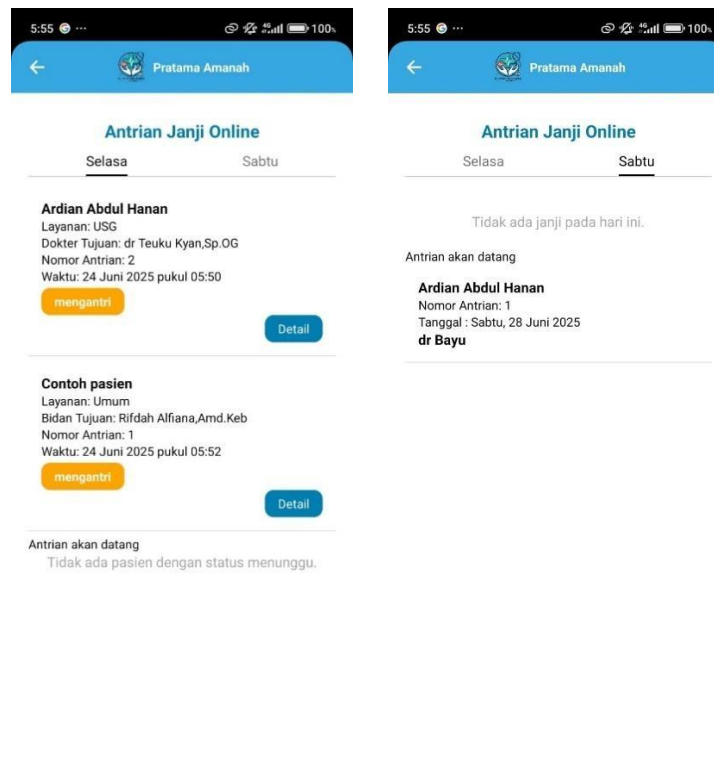 5:55 ...
4G 100%
Pratama Amanah
Antrian Janji Online
Selasa Sabtu
Ardian Abdul Hanan
Layanan: USG
Dokter Tujuan: dr Teuku Kyan,Sp.OG
Nomor Antrian: 2
Waktu: 24 Juni 2025 pukul 05:50
mengantri
Detail
Contoh pasien
Layanan: Umum
Bidan Tujuan: Rifdah Alfiana,Amd.Keb
Nomor Antrian: 1
Waktu: 24 Juni 2025 pukul 05:52
mengantri
Detail
Antrian akan datang
Tidak ada pasien dengan status menunggu.
5:55 ...
4G 100%
Pratama Amanah
Antrian Janji Online
Selasa Sabtu
Tidak ada janji pada hari ini.
Antrian akan datang
Ardian Abdul Hanan
Nomor Antrian: 1
Tanggal : Sabtu, 28 Juni 2025
dr Bayu